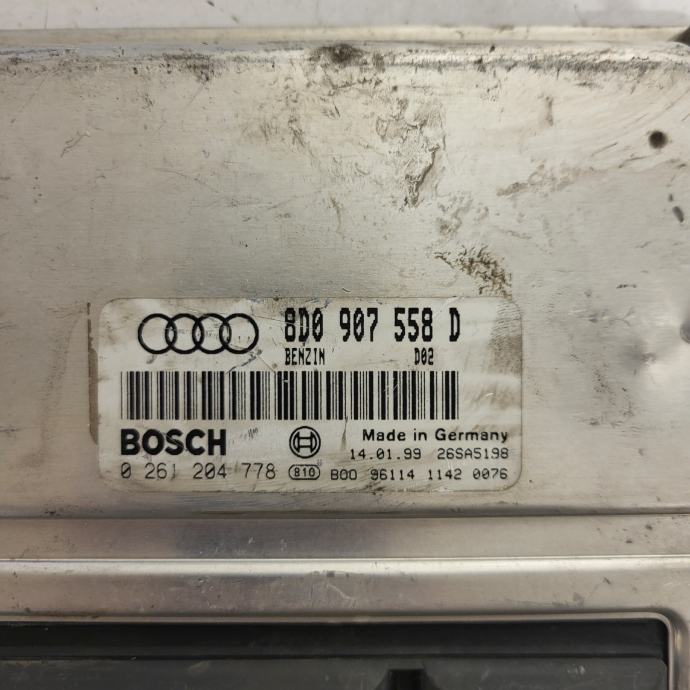 8D0 907 558 D
BENZIN D02
BOSCH
Made in Germany
14.01.99 26SA5198
0 261 204 778 810 B00 96114 1142 0076